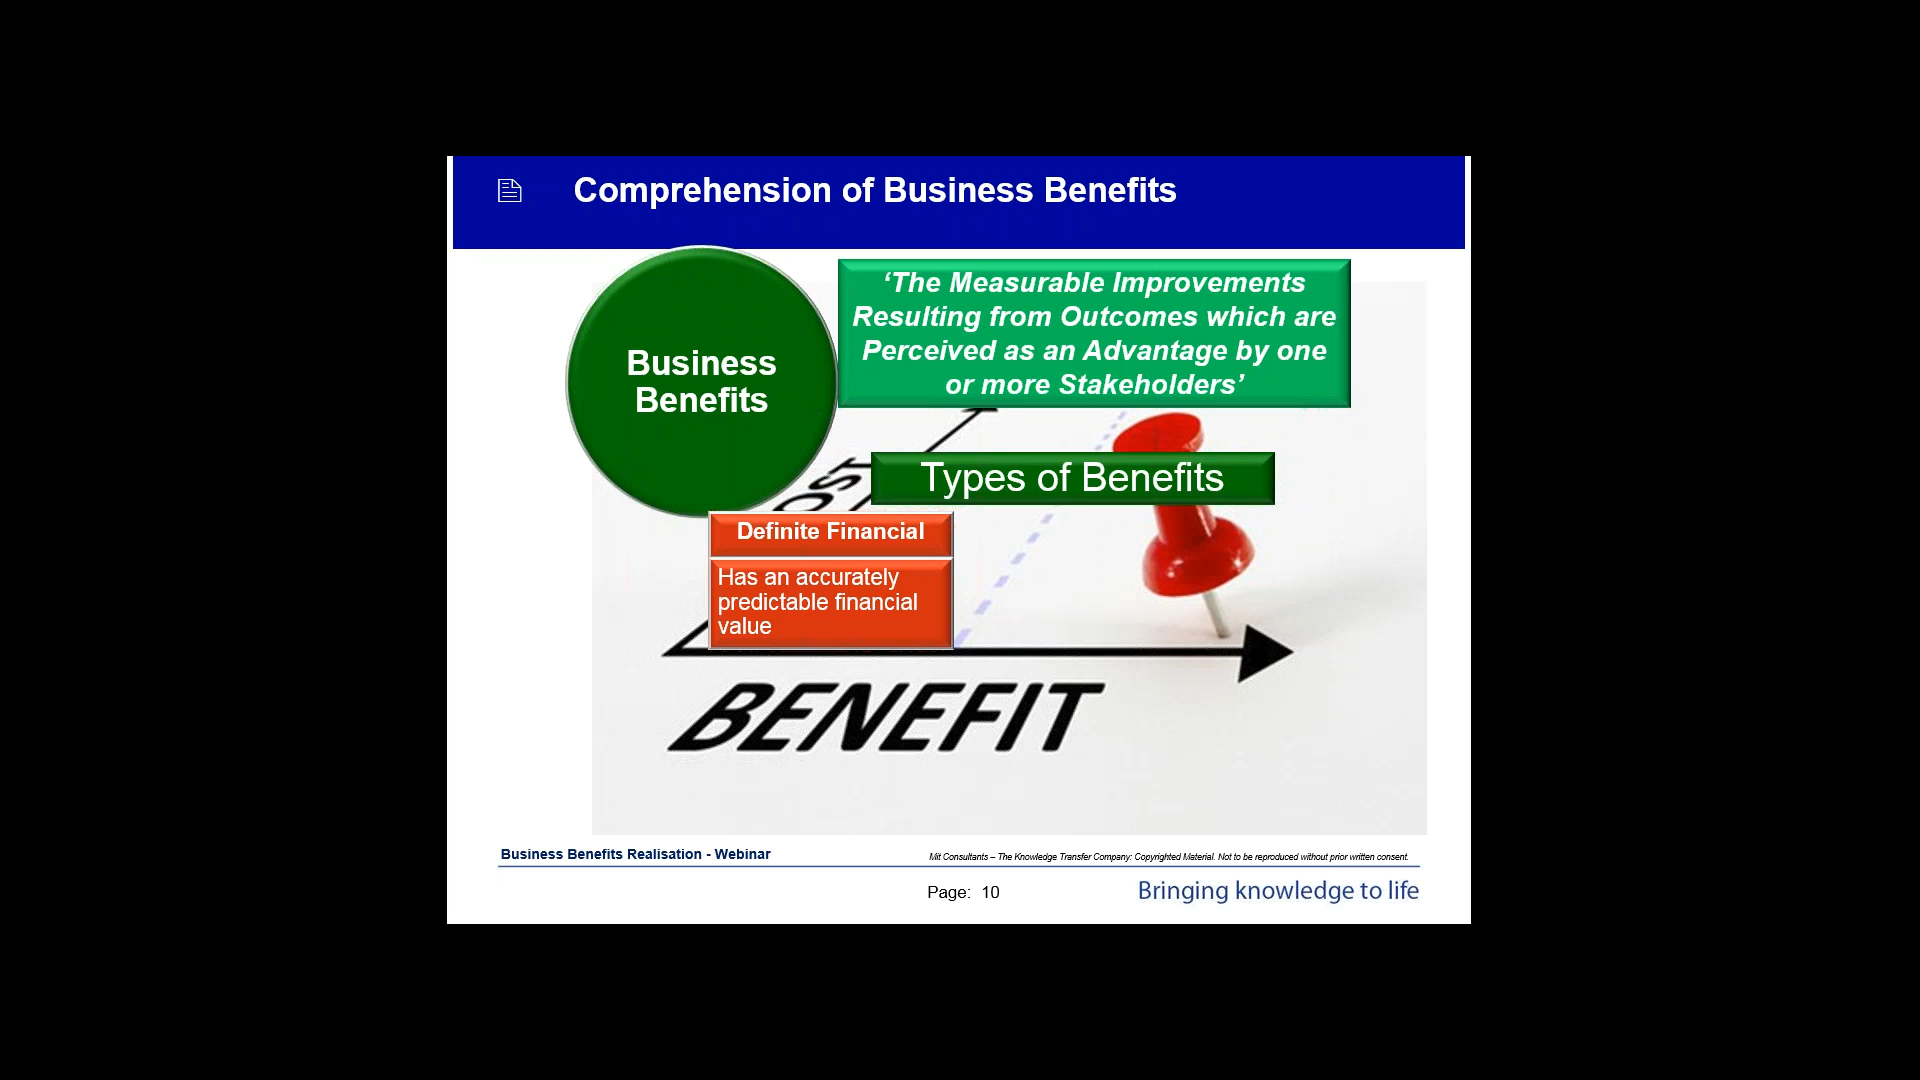 Comprehension of Business Benefits
Business
Benefits
‘The Measurable Improvements
Resulting from Outcomes which are
Perceived as an Advantage by one
or more Stakeholders’
Types of Benefits
Definite Financial
Has an accurately
predictable financial
value
BENEFIT
Business Benefits Realisation - Webinar
Mit Consultants – The Knowledge Transfer Company: Copyrighted Material. Not to be reproduced without prior written consent.
Page: 10
Bringing knowledge to life